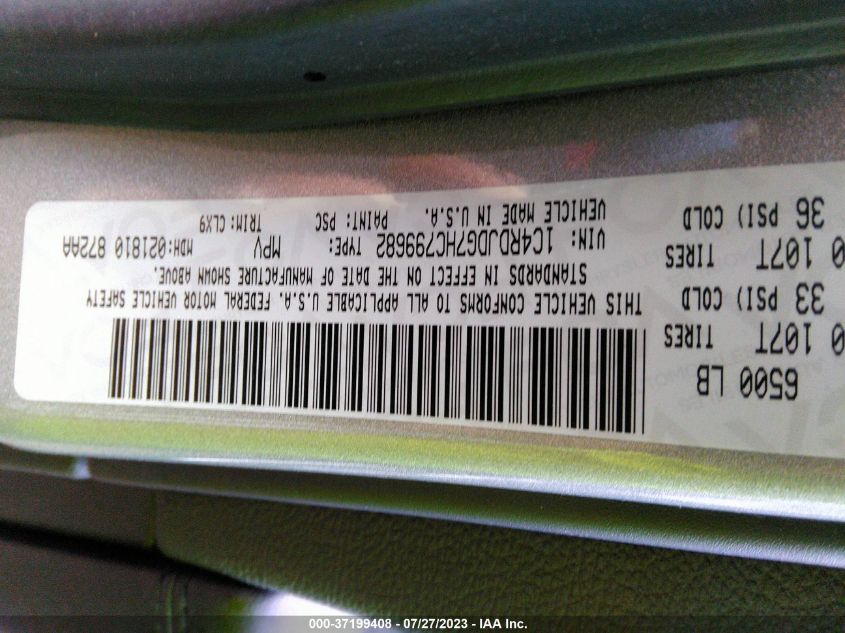 6500 LB
0 107T TIRES
33 PSI) COLD
0 107T TIRES
36 PSI) COLD
THIS VEHICLE CONFORMS TO ALL APPLICABLE U.S.A. FEDERAL MOTOR VEHICLE SAFETY
STANDARDS IN EFFECT ON THE DATE OF MANUFACTURE SHOWN ABOVE.
VIN: 1C4RDJDG7HC799682 TYPE: MPV MDH:021810 872AA
VEHICLE MADE IN U.S.A. PAINT: PSC TRIM: CLX9
000-37199408 - 07/27/2023 - IAA Inc.